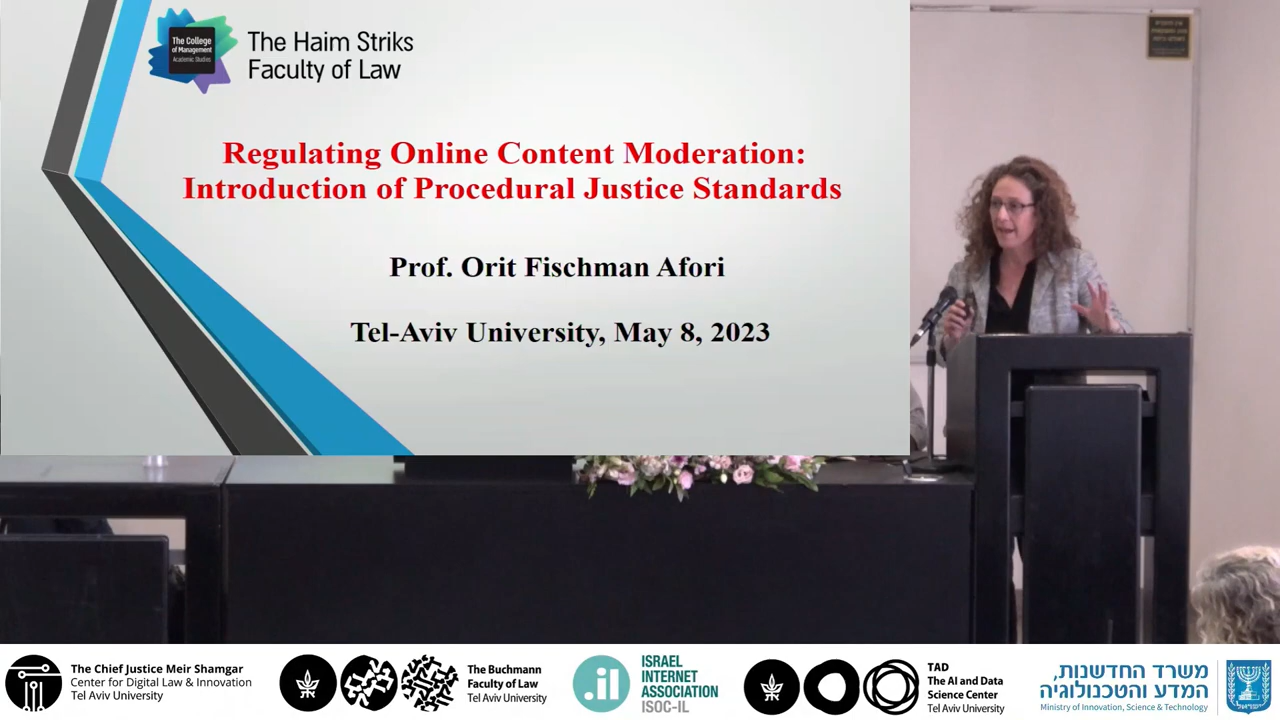 The College
of Management
Academic Studies
The Haim Striks
Faculty of Law
Regulating Online Content Moderation:
Introduction of Procedural Justice Standards
Prof. Orit Fischman Afori
Tel-Aviv University, May 8, 2023
The Chief Justice Meir Shamgar
Center for Digital Law & Innovation
Tel Aviv University
The Buchmann
Faculty of Law
Tel Aviv University
.il
ISRAEL
INTERNET
ASSOCIATION
ISOC-IL
TAD
The AI and Data
Science Center
Tel Aviv University
משרד החדשנות,
המדע והטכנולוגיה
Ministry of Innovation, Science & Technology